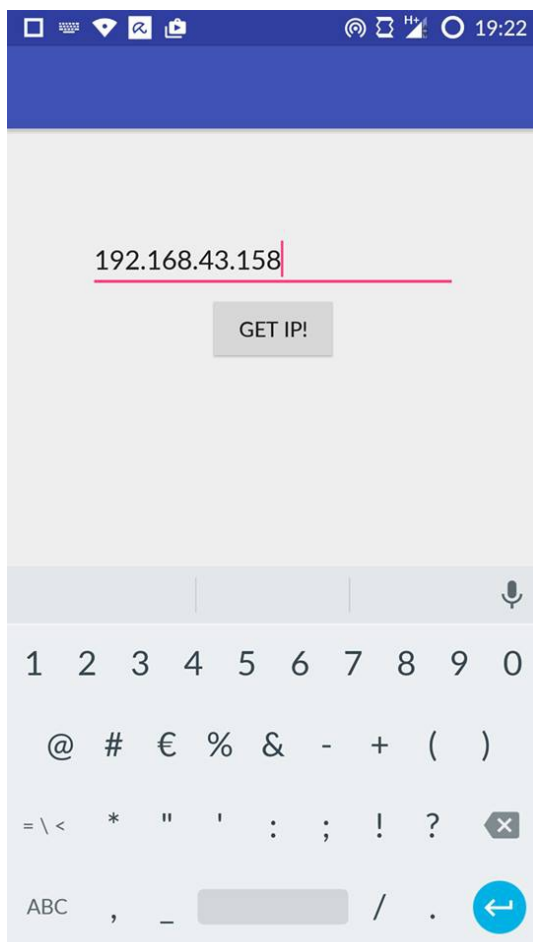 H+ 19:22
192.168.43.158
GET IP!
1 2 3 4 5 6 7 8 9 0
@ # € % & - + ( )
= \ < * " ' : ; ! ?
ABC , _ / .